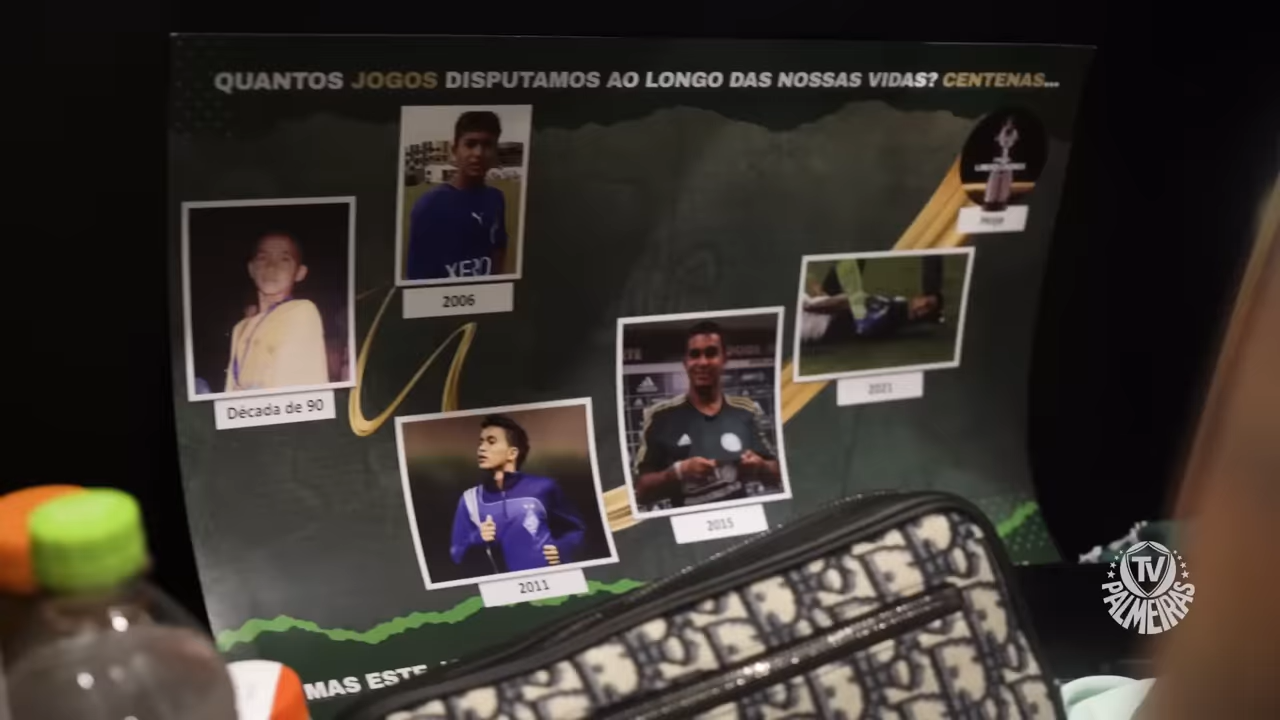 QUANTOS JOGOS DISPUTAMOS AO LONGO DAS NOSSAS VIDAS? CENTENAS...
XERO
2006
Década de 90
2021
2015
2011
MAS ESTE
TV
PALMEIRAS